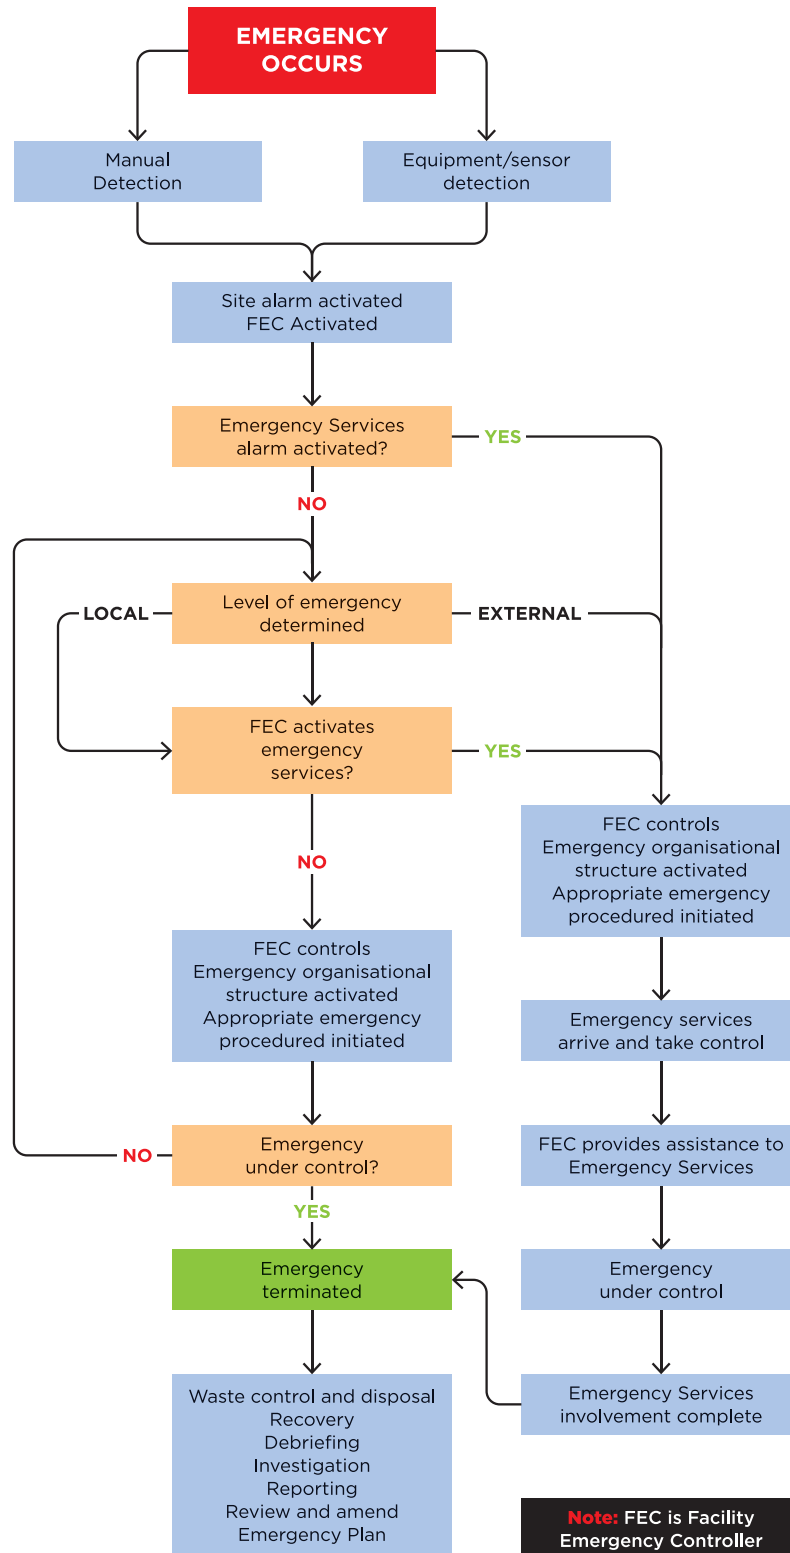 EMERGENCY
OCCURS
Manual
Detection
Equipment/sensor
detection
Site alarm activated
FEC Activated
Emergency Services
alarm activated?
YES
NO
Level of emergency
determined
LOCAL
EXTERNAL
FEC activates
emergency
services?
YES
NO
FEC controls
Emergency organisational
structure activated
Appropriate emergency
procedured initiated
FEC controls
Emergency organisational
structure activated
Appropriate emergency
procedured initiated
Emergency services
arrive and take control
Emergency
under control?
NO
YES
FEC provides assistance to
Emergency Services
Emergency
terminated
Emergency
under control
Waste control and disposal
Recovery
Debriefing
Investigation
Reporting
Review and amend
Emergency Plan
Emergency Services
involvement complete
Note: FEC is Facility
Emergency Controller